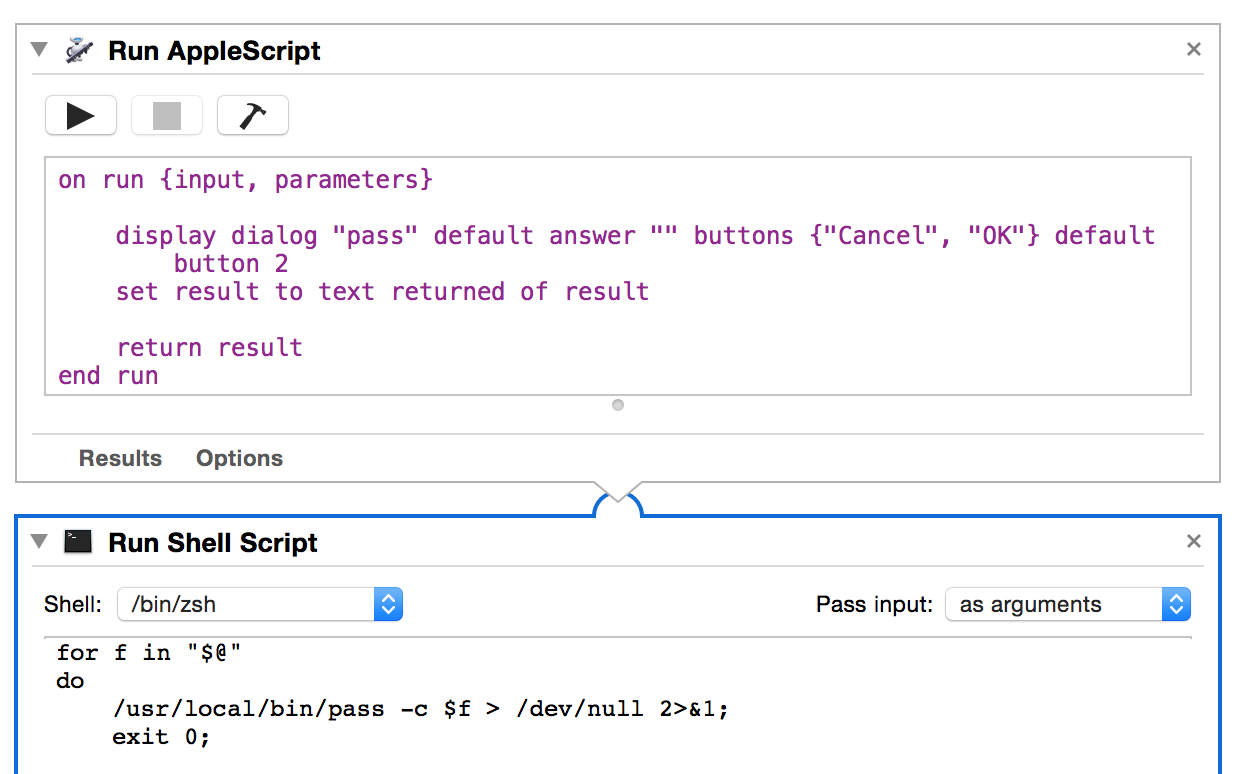 Run AppleScript
on run {input, parameters}
display dialog "pass" default answer "" buttons {"Cancel", "OK"} default
button 2
set result to text returned of result
return result
end run
Results Options
Run Shell Script
Shell: /bin/zsh Pass input: as arguments
for f in "$@"
do
/usr/local/bin/pass -c $f > /dev/null 2>&1;
exit 0;